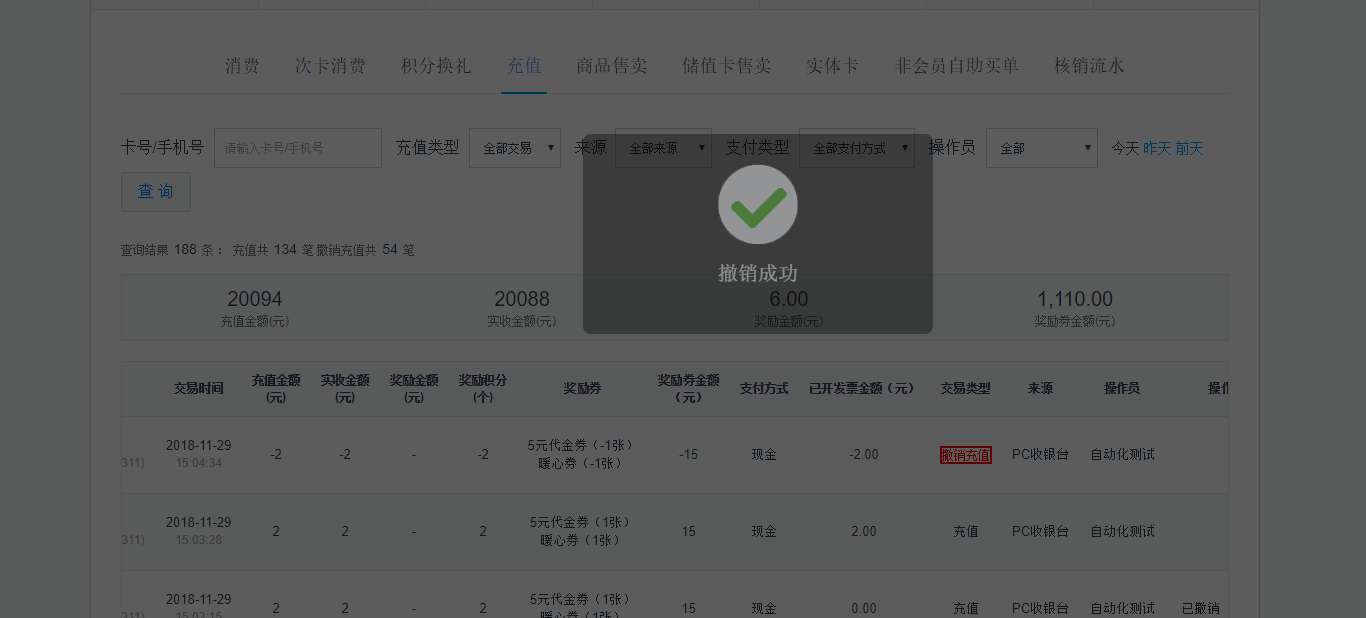 消费 次卡消费 积分换礼 充值 商品售卖 储值卡售卖 实体卡 非会员自助买单 核销流水
卡号/手机号 请输入卡号/手机号 充值类型 全部交易 来源 全部来源 支付类型 全部支付方式 操作员 全部 今天 昨天 前天
查 询
撤销成功
查询结果 188 条： 充值共 134 笔 撤销充值共 54 笔
20094 20088 6.00 1,110.00
充值金额(元) 实收金额(元) 奖励金额(元) 奖励券金额(元)
交易时间 充值金额(元) 实收金额(元) 奖励金额(元) 奖励积分(个) 奖励券 奖励券金额（元） 支付方式 已开发票金额（元） 交易类型 来源 操作员 操作
311) 2018-11-29 15:04:34 -2 -2 - -2 5元代金券（-1张） 暖心券（-1张） -15 现金 -2.00 撤销充值 PC收银台 自动化测试
311) 2018-11-29 15:03:28 2 2 - 2 5元代金券（1张） 暖心券（1张） 15 现金 2.00 充值 PC收银台 自动化测试
311) 2018-11-29 15:03:15 2 2 - 2 5元代金券（1张） 暖心券（1张） 15 现金 0.00 充值 PC收银台 自动化测试 已撤销